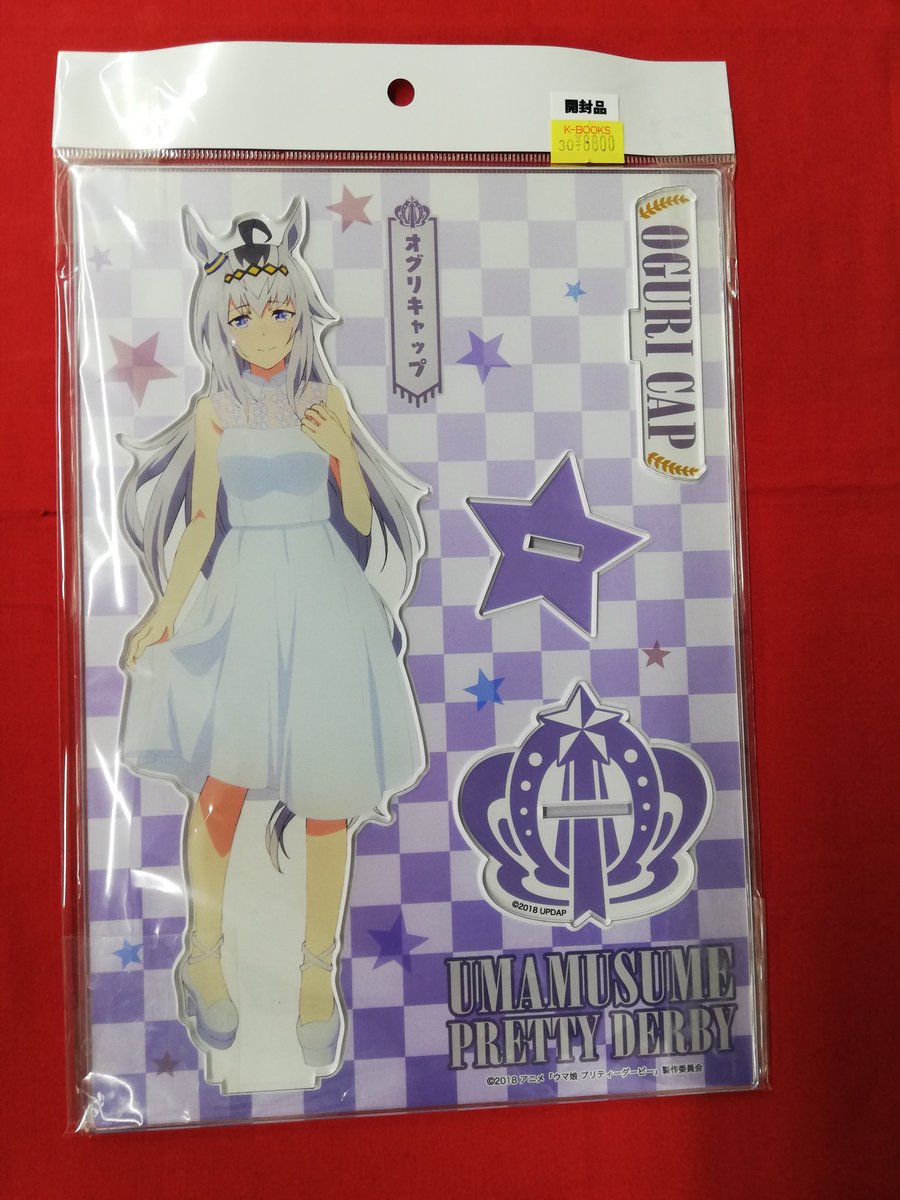 開封品
K-BOOKS
30 ¥8800
オグリキャップ
OGURI CAP
©2018 UPDAP
UMAMUSUME
PRETTY DERBY
©2018 アニメ「ウマ娘 プリティーダービー」製作委員会